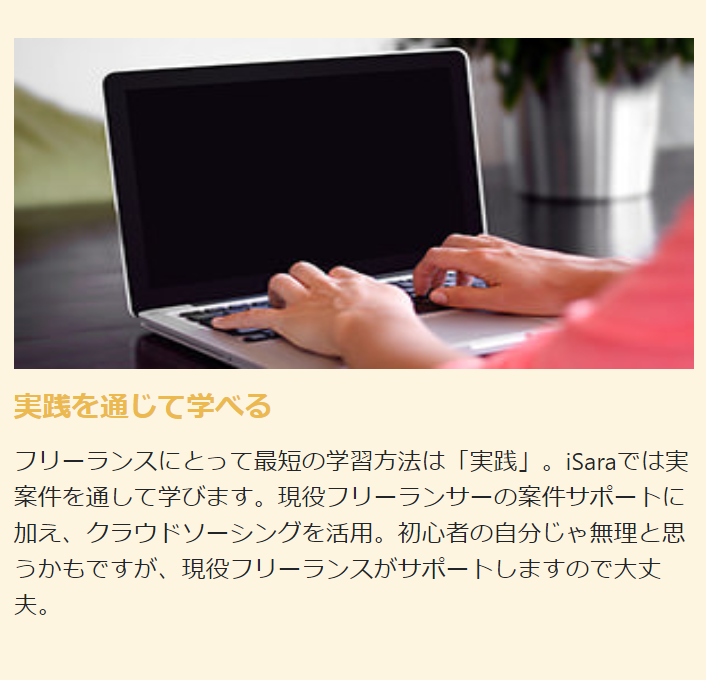 実践を通じて学べる
フリーランスにとって最短の学習方法は「実践」。iSaraでは実
案件を通して学びます。現役フリーランサーの案件サポートに
加え、クラウドソーシングを活用。初心者の自分じゃ無理と思
うかもですが、現役フリーランスがサポートしますので大丈
夫。